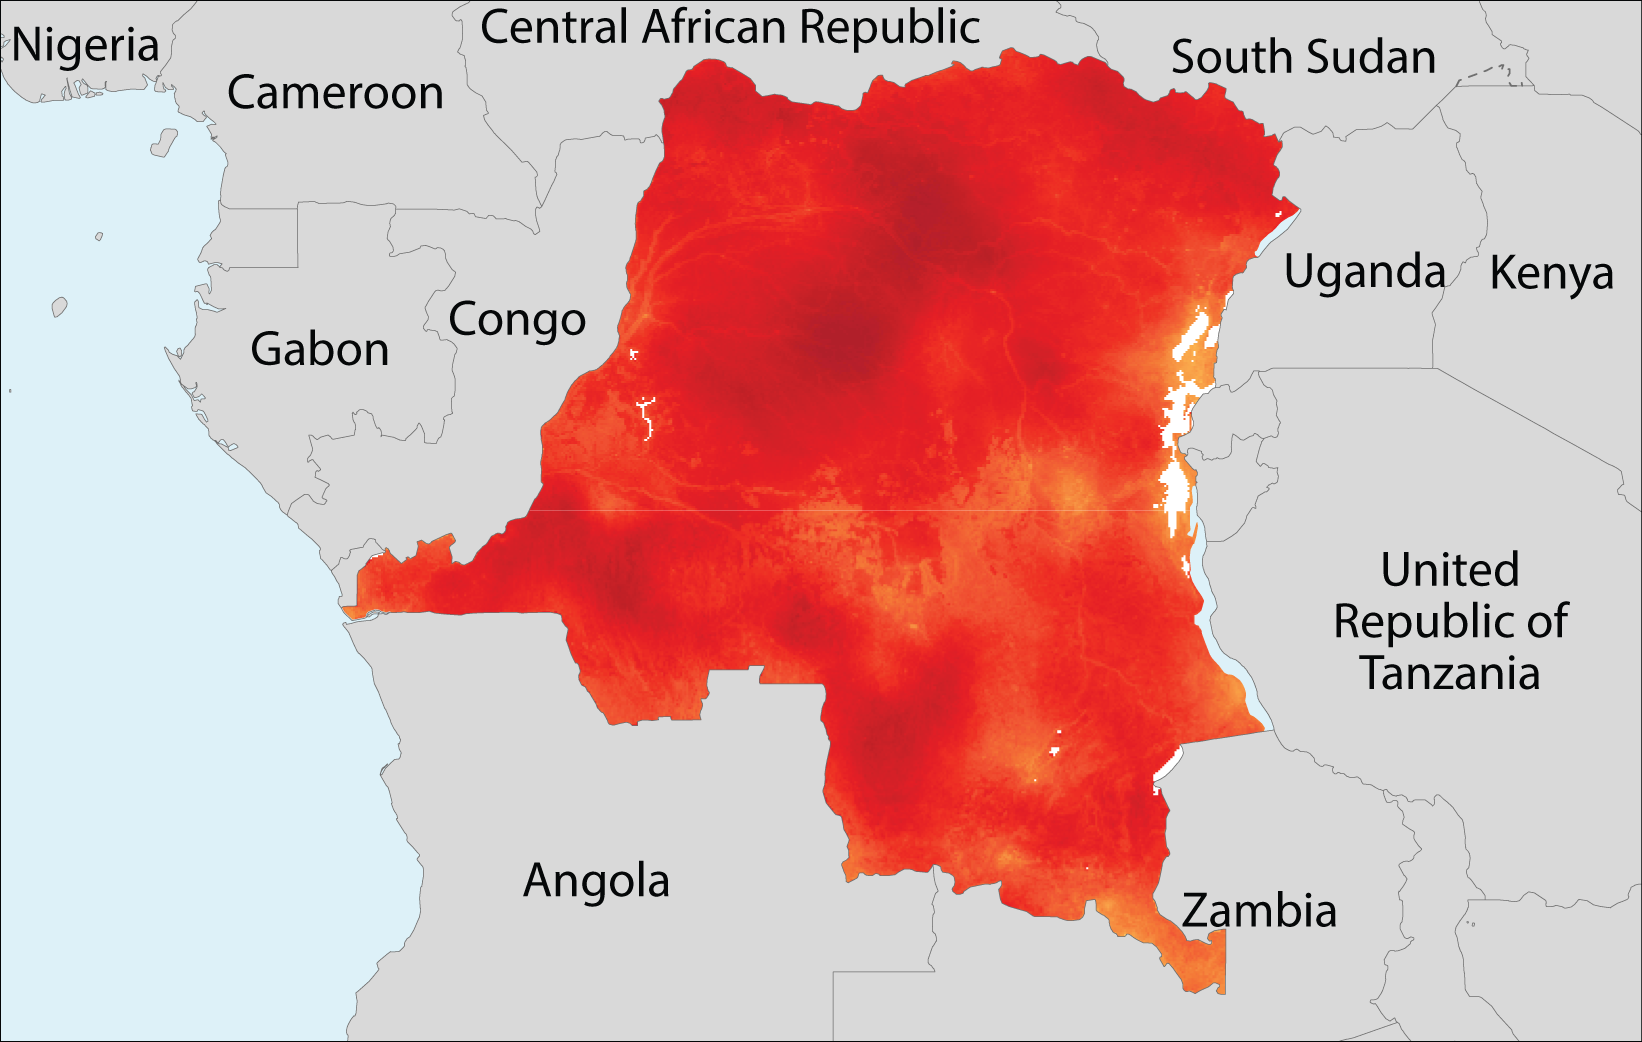 Central African Republic
Nigeria
South Sudan
Cameroon
Uganda
Kenya
Congo
Gabon
United
Republic of
Tanzania
Angola
Zambia